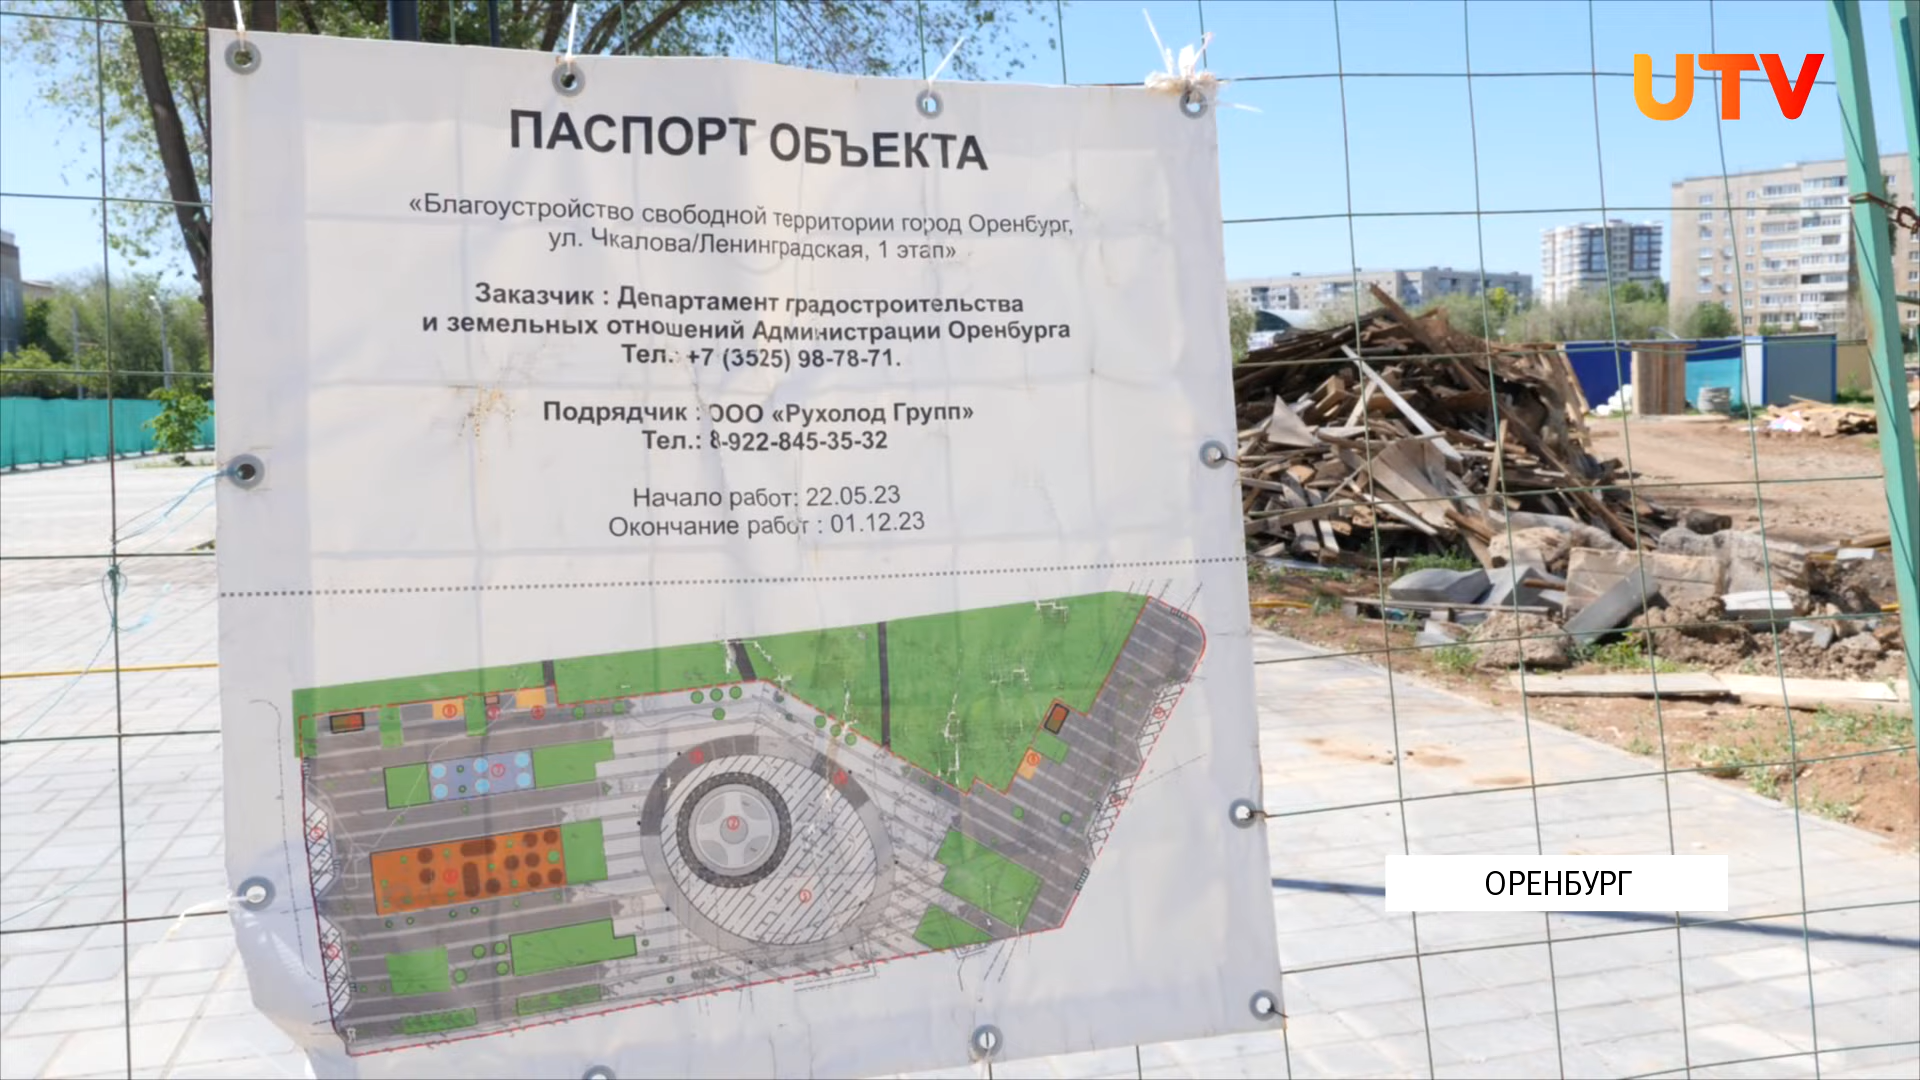 ПАСПОРТ ОБЪЕКТА
«Благоустройство свободной территории город Оренбург,
ул. Чкалова/Ленинградская, 1 этап»
Заказчик : Департамент градостроительства
и земельных отношений Администрации Оренбурга
Тел.: +7 (3525) 98-78-71.
Подрядчик : ООО «Рухолод Групп»
Тел.: 8-922-845-35-32
Начало работ: 22.05.23
Окончание работ : 01.12.23
UTV
ОРЕНБУРГ